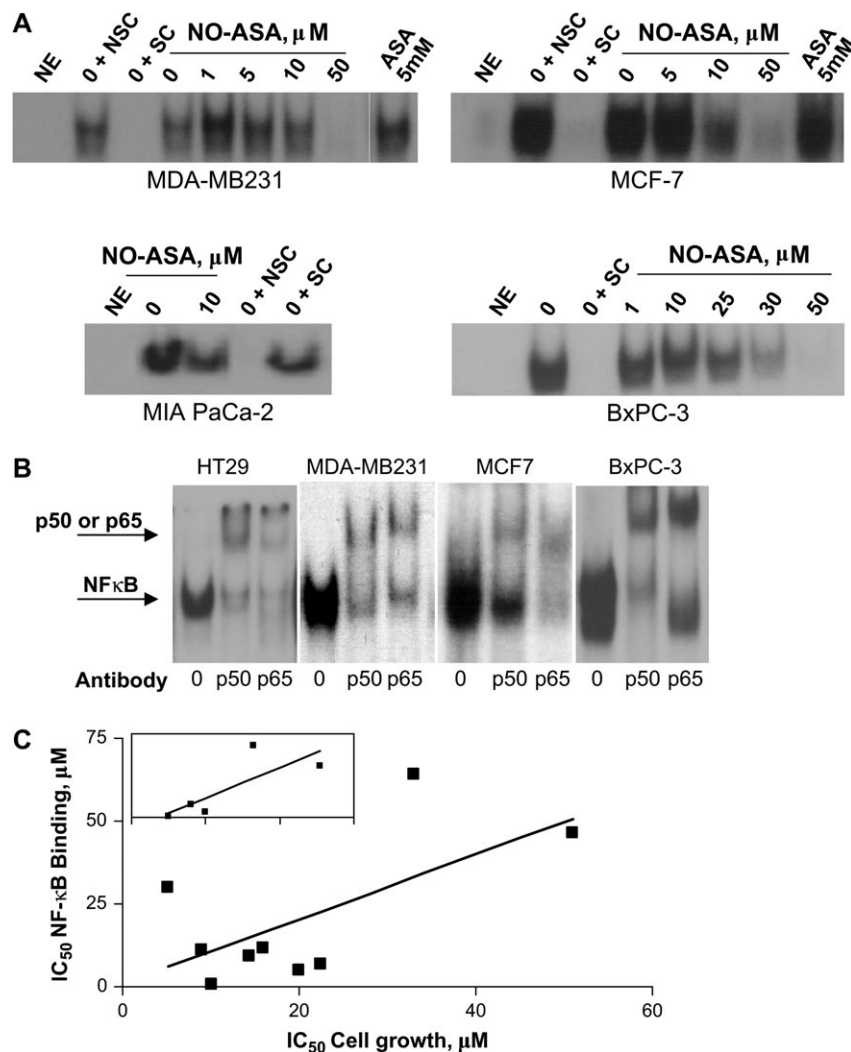 A
NE
0 + NSC
0 + SC
NO-ASA, μM
0
1
5
10
50
ASA
5mM
MDA-MB231
NE
0 + NSC
0 + SC
NO-ASA, μM
0
5
10
50
ASA
5mM
MCF-7
NO-ASA, μM
NE
0
10
0 + NSC
0 + SC
MIA PaCa-2
NO-ASA, μM
NE
0
0 + SC
1
10
25
30
50
BxPC-3
B
HT29
MDA-MB231
MCF7
BxPC-3
p50 or p65
NFκB
Antibody
0 p50 p65
0 p50 p65
0 p50 p65
0 p50 p65
C
IC50 NF-κB Binding, μM
75
50
25
0
0
20
40
60
IC50 Cell growth, μM